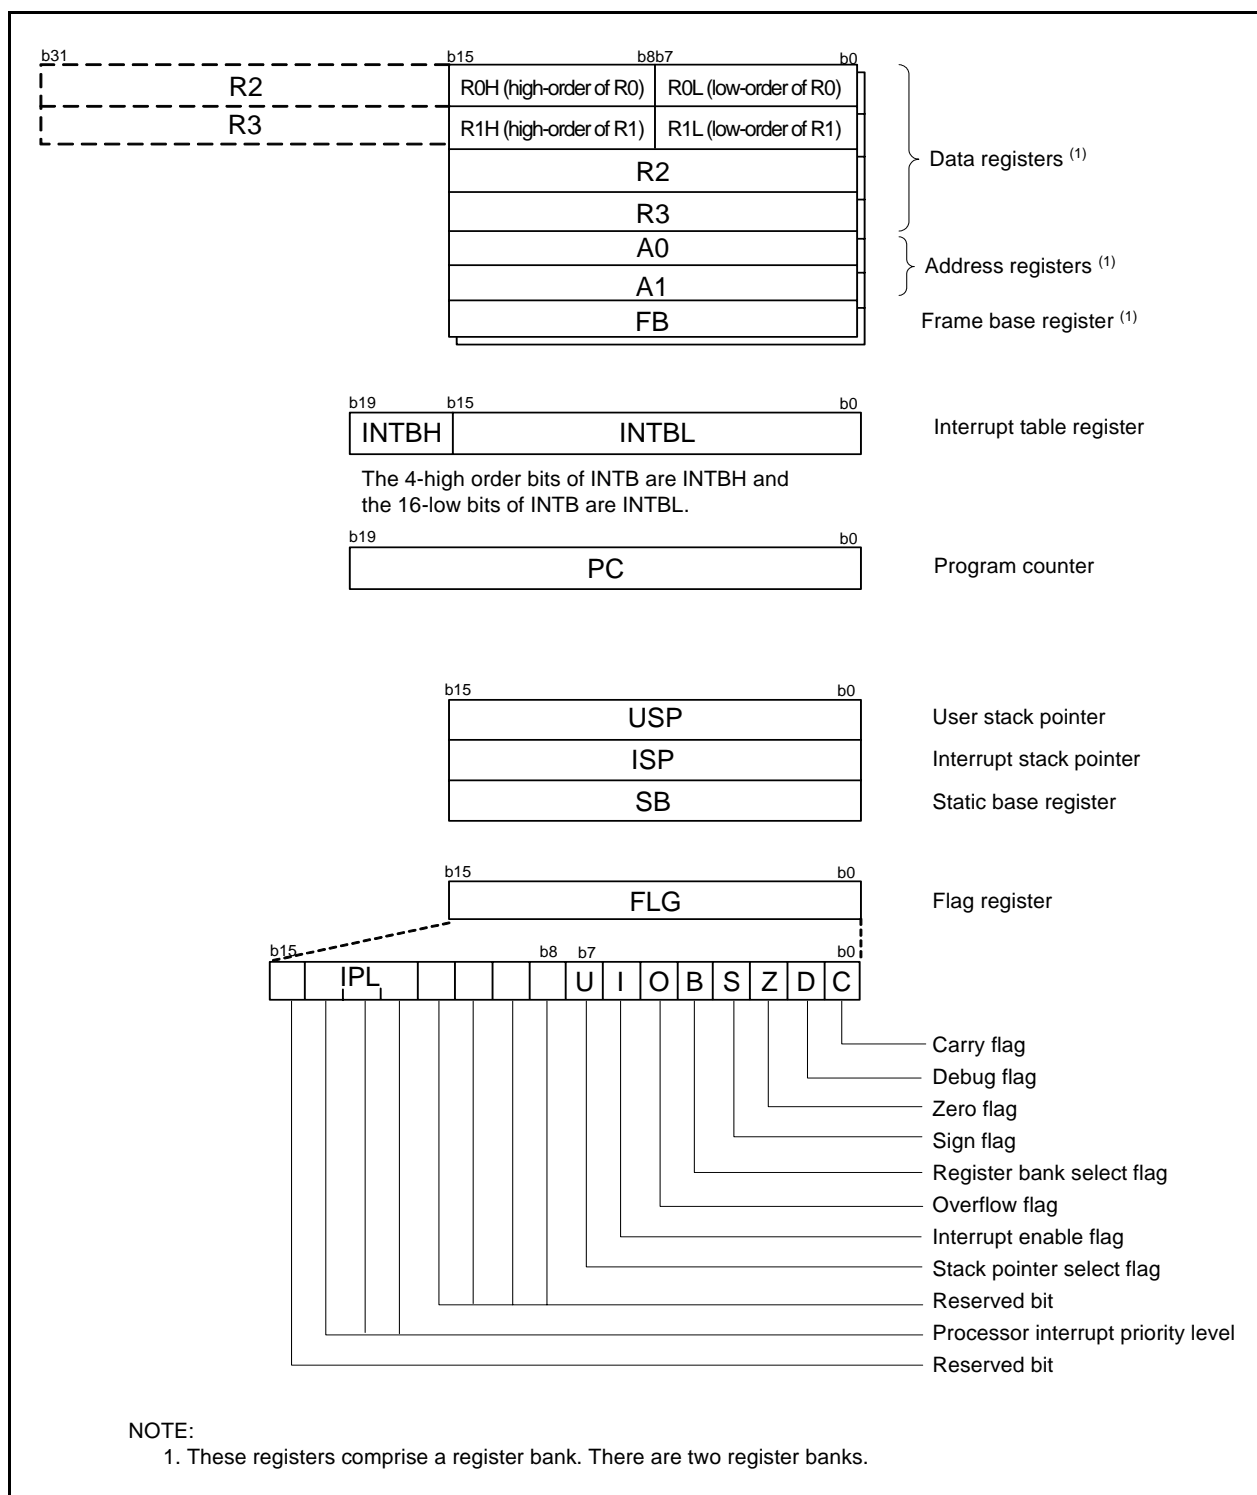 b31 b15 b8b7 b0
R2 R0H (high-order of R0) R0L (low-order of R0)
R3 R1H (high-order of R1) R1L (low-order of R1)
R2
Data registers (1)
R3
A0
Address registers (1)
A1
FB Frame base register (1)
b19 b15 b0
INTBH INTBL Interrupt table register
The 4-high order bits of INTB are INTBH and
the 16-low bits of INTB are INTBL.
b19 b0
PC Program counter
b15 b0
USP User stack pointer
ISP Interrupt stack pointer
SB Static base register
b15 b0
FLG Flag register
b15 b8 b7 b0
IPL U I O B S Z D C
Carry flag
Debug flag
Zero flag
Sign flag
Register bank select flag
Overflow flag
Interrupt enable flag
Stack pointer select flag
Reserved bit
Processor interrupt priority level
Reserved bit
NOTE:
1. These registers comprise a register bank. There are two register banks.